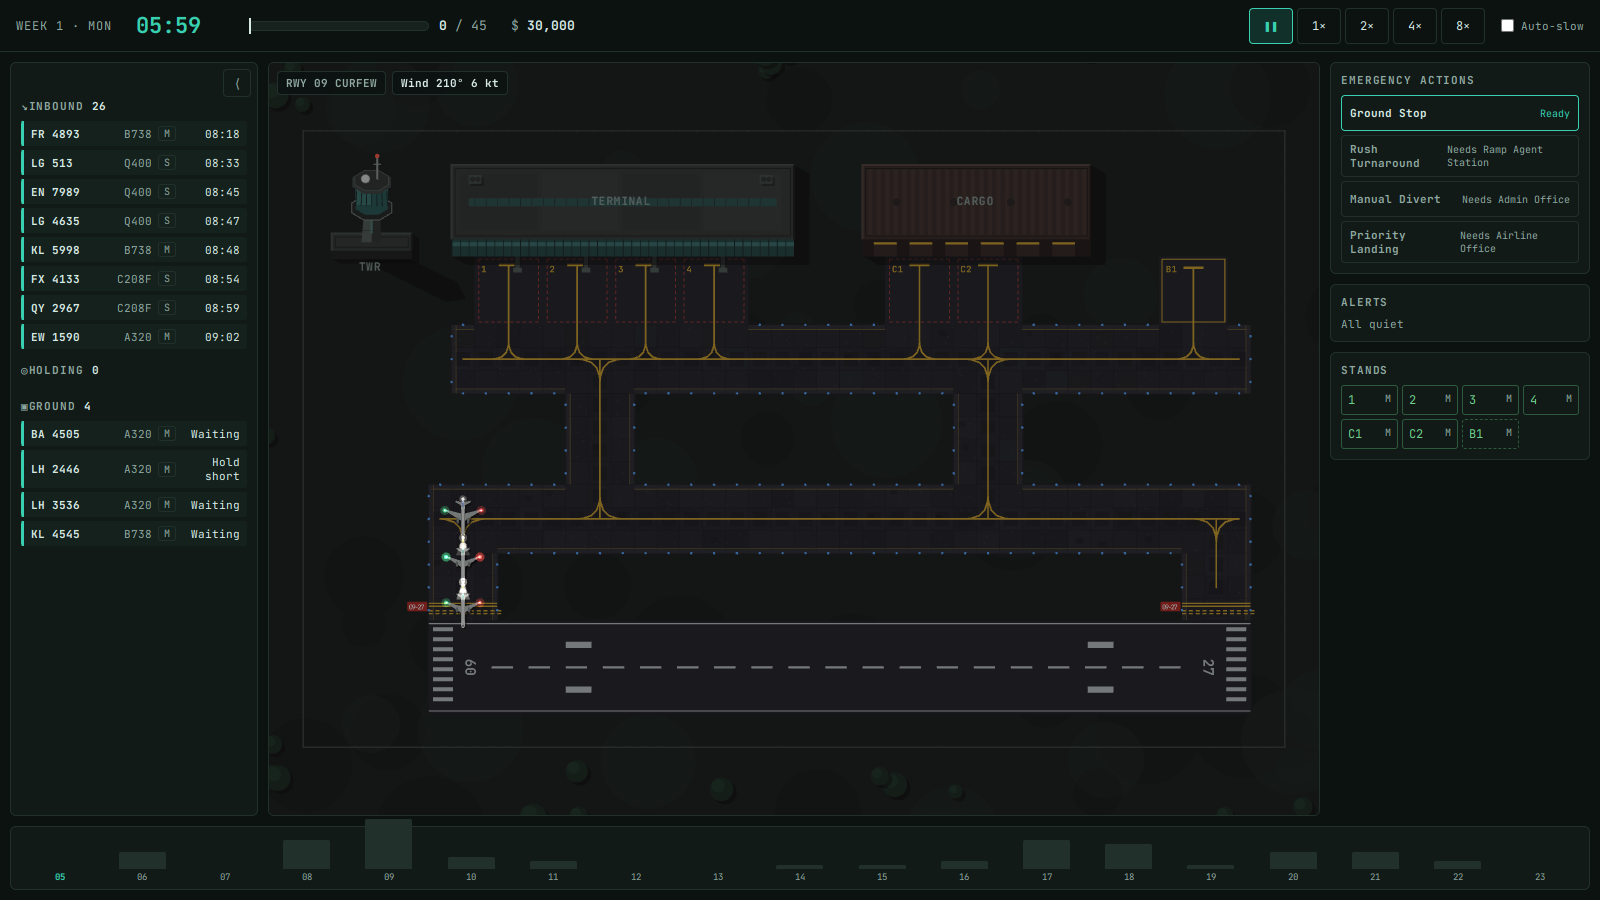 WEEK 1 · MON 05:59 0 / 45 $ 30,000 1× 2× 4× 8× Auto-slow
INBOUND 26
FR 4893 B738 M 08:18
LG 513 Q400 S 08:33
EN 7989 Q400 S 08:45
LG 4635 Q400 S 08:47
KL 5998 B738 M 08:48
FX 4133 C208F S 08:54
QY 2967 C208F S 08:59
EW 1590 A320 M 09:02
HOLDING 0
GROUND 4
BA 4505 A320 M Waiting
LH 2446 A320 M Hold short
LH 3536 A320 M Waiting
KL 4545 B738 M Waiting
RWY 09 CURFEW Wind 210° 6 kt
TERMINAL CARGO
TWR
1 2 3 4 C1 C2 B1
09-27 09-27
09 27
EMERGENCY ACTIONS
Ground Stop Ready
Rush Turnaround Needs Ramp Agent Station
Manual Divert Needs Admin Office
Priority Landing Needs Airline Office
ALERTS
All quiet
STANDS
1 M 2 M 3 M 4 M
C1 M C2 M B1 M
05 06 07 08 09 10 11 12 13 14 15 16 17 18 19 20 21 22 23